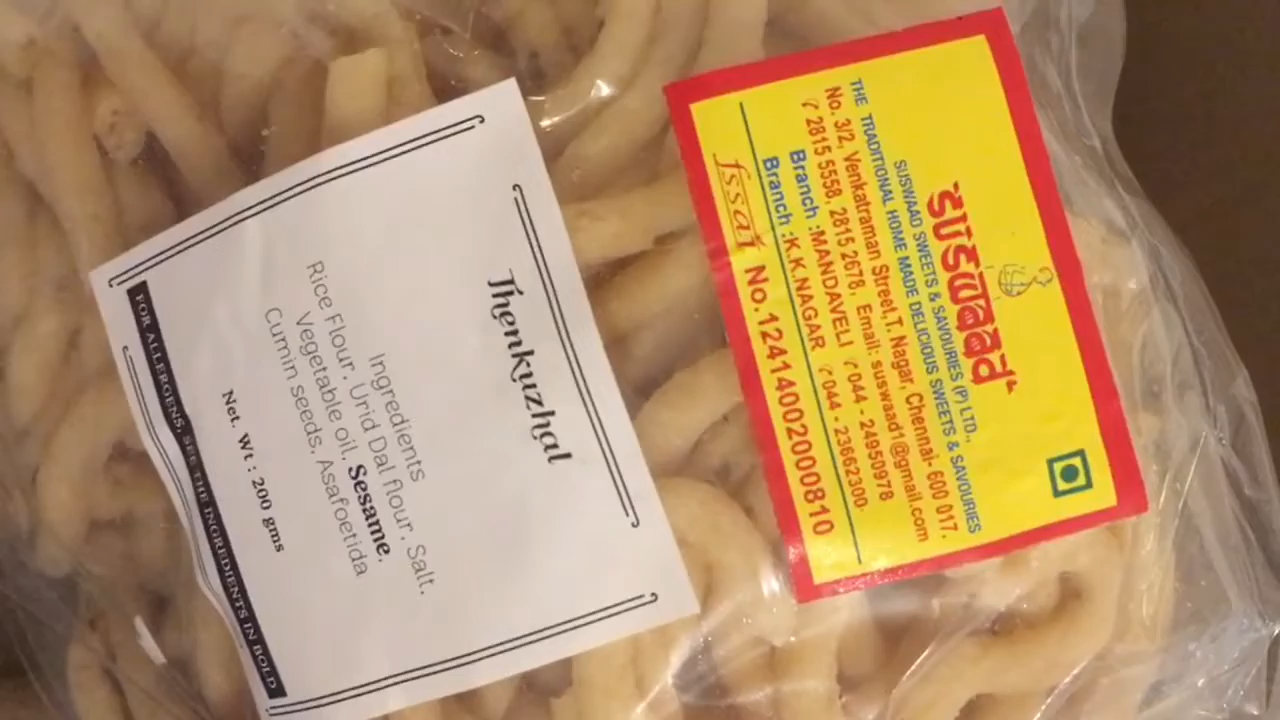 Thenkuzhal
Ingredients
Rice Flour, Urid Dal flour, Salt,
Vegetable oil, Sesame,
Cumin seeds, Asafoetida
Net. Wt : 200 gms
FOR ALLERGENS, SEE THE INGREDIENTS IN BOLD
suswaad
SUSWAAD SWEETS & SAVOURIES (P) LTD.,
THE TRADITIONAL HOME MADE DELICIOUS SWEETS & SAVOURIES
No. 3/2, Venkatraman Street,T. Nagar, Chennai- 600 017.
✆ 2815 5558, 2815 2678, Email: suswaad1@gmail.com
Branch :MANDAVELI ✆ 044 - 24950978
Branch :K.K.NAGAR ✆ 044 - 23662300.
fssai No.12414002000810